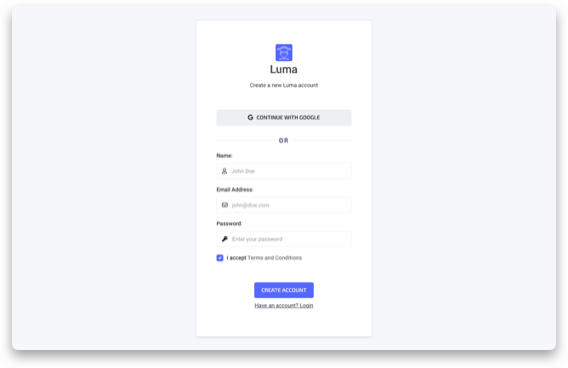 Luma
Create a new Luma account
CONTINUE WITH GOOGLE
OR
Name:
John Doe
Email Address:
john@doe.com
Password:
Enter your password
I accept Terms and Conditions
CREATE ACCOUNT
Have an account? Login